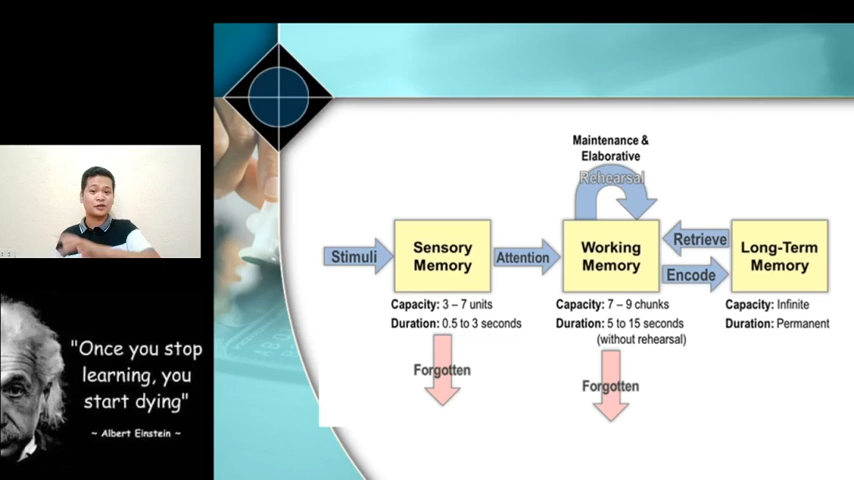 "Once you stop
learning, you
start dying"
~ Albert Einstein ~
Maintenance &
Elaborative
Rehearsal
Stimuli
Sensory
Memory
Attention
Working
Memory
Retrieve
Encode
Long-Term
Memory
Capacity: 3 – 7 units
Duration: 0.5 to 3 seconds
Capacity: 7 – 9 chunks
Duration: 5 to 15 seconds
(without rehearsal)
Capacity: Infinite
Duration: Permanent
Forgotten
Forgotten